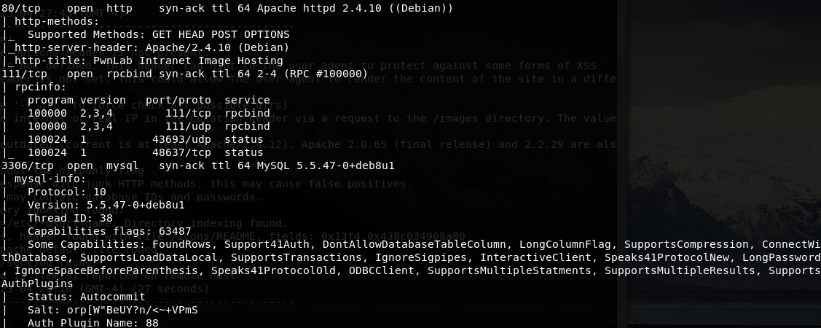 80/tcp open http syn-ack ttl 64 Apache httpd 2.4.10 ((Debian))
| http-methods:
|_ Supported Methods: GET HEAD POST OPTIONS
|_http-server-header: Apache/2.4.10 (Debian)
|_http-title: PwnLab Intranet Image Hosting
111/tcp open rpcbind syn-ack ttl 64 2-4 (RPC #100000)
| rpcinfo:
| program version port/proto service
| 100000 2,3,4 111/tcp rpcbind
| 100000 2,3,4 111/udp rpcbind
| 100024 1 43693/udp status
|_ 100024 1 48637/tcp status
3306/tcp open mysql syn-ack ttl 64 MySQL 5.5.47-0+deb8u1
| mysql-info:
| Protocol: 10
| Version: 5.5.47-0+deb8u1
| Thread ID: 38
| Capabilities flags: 63487
| Some Capabilities: FoundRows, Support41Auth, DontAllowDatabaseTableColumn, LongColumnFlag, SupportsCompression, ConnectWi
thDatabase, SupportsLoadDataLocal, SupportsTransactions, IgnoreSigpipes, InteractiveClient, Speaks41ProtocolNew, LongPassword
, IgnoreSpaceBeforeParenthesis, Speaks41ProtocolOld, ODBCClient, SupportsMultipleStatments, SupportsMultipleResults, Supports
AuthPlugins
| Status: Autocommit
| Salt: orp[W"BeUY?n/<~+VPmS
| Auth Plugin Name: 88